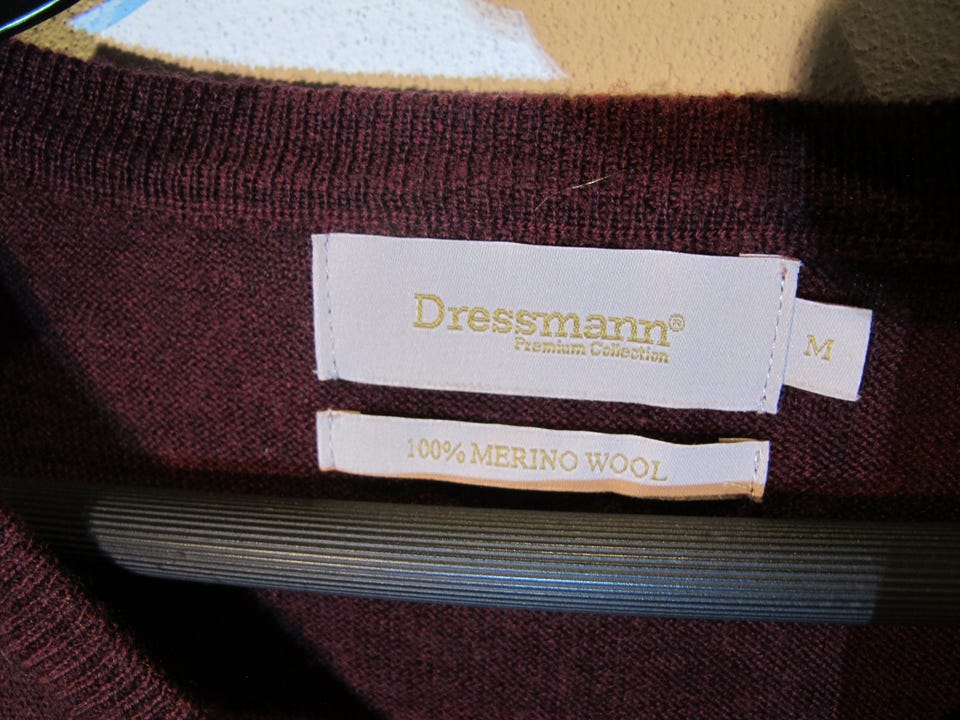 Dressmann®
Premium Collection
M
100% MERINO WOOL